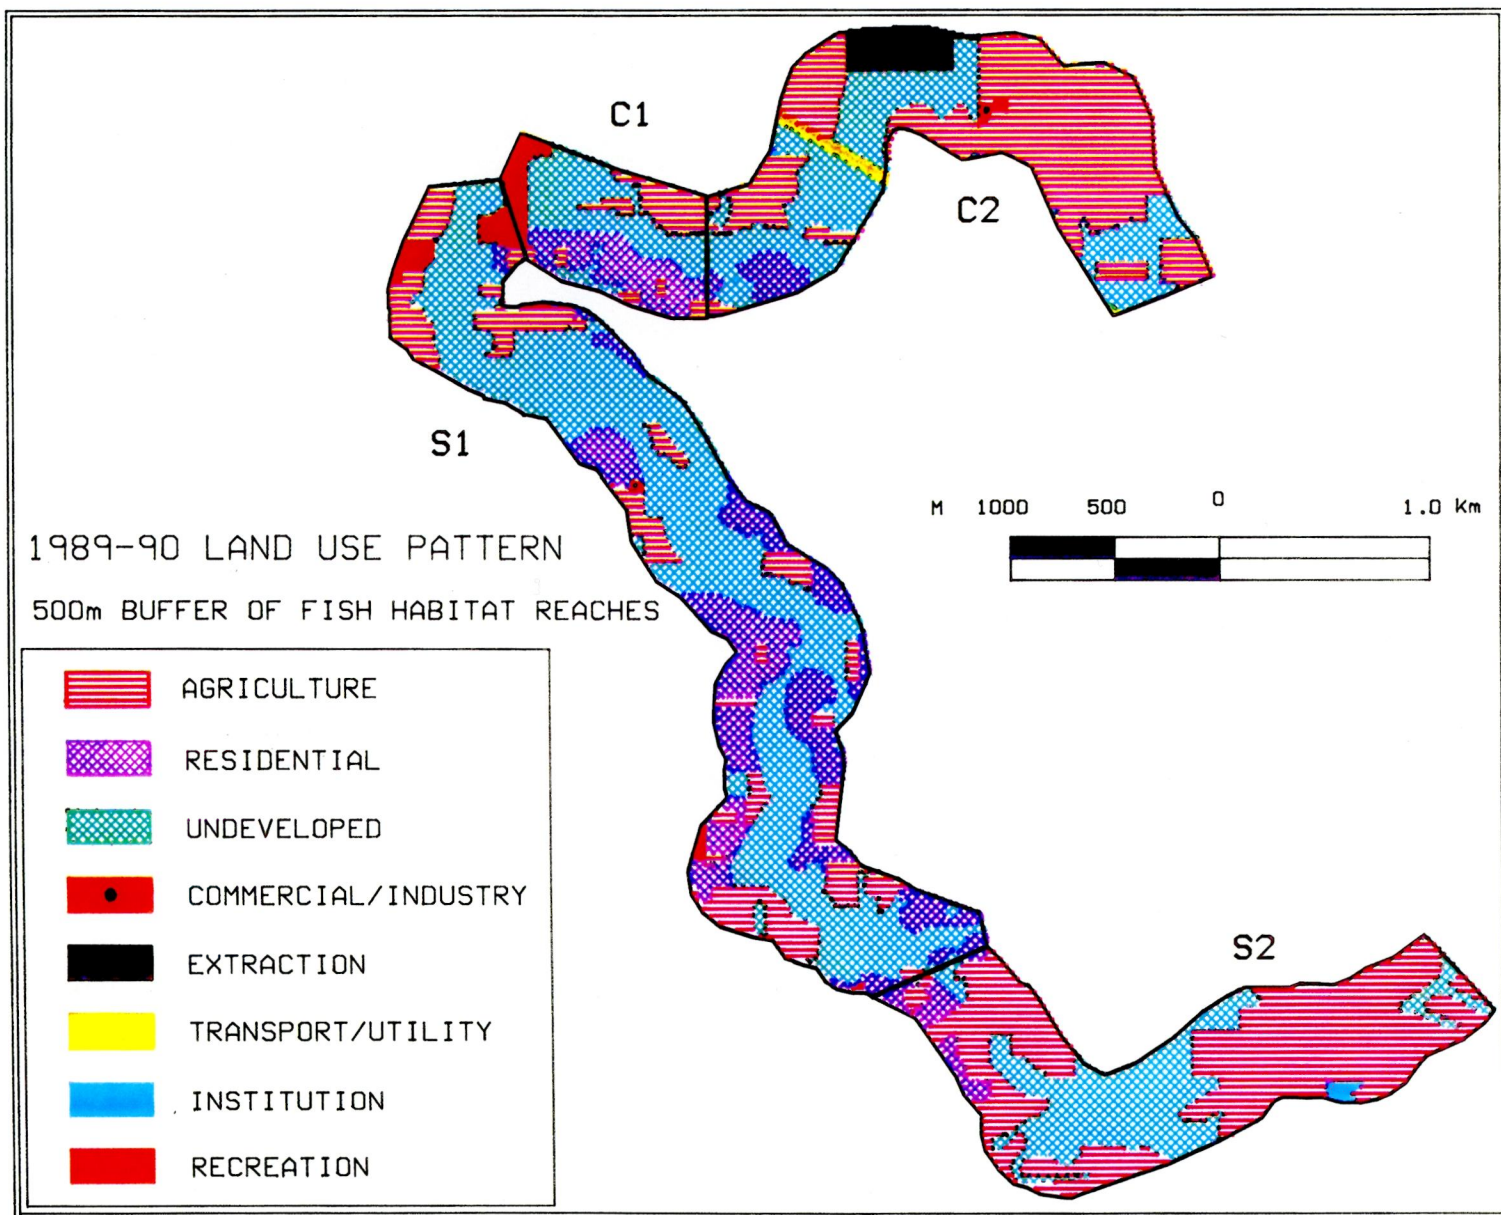 C1
C2
S1
M 1000 500 0 1.0 km
1989-90 LAND USE PATTERN
500m BUFFER OF FISH HABITAT REACHES
AGRICULTURE
RESIDENTIAL
UNDEVELOPED
COMMERCIAL/INDUSTRY
EXTRACTION
S2
TRANSPORT/UTILITY
INSTITUTION
RECREATION